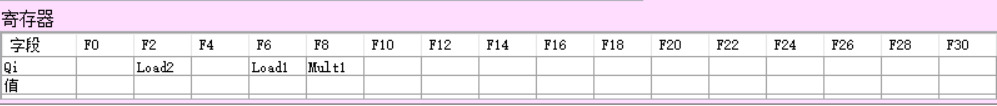 寄存器
字段 F0 F2 F4 F6 F8 F10 F12 F14 F16 F18 F20 F22 F24 F26 F28 F30
Qi Load2 Load1 Mult1
值